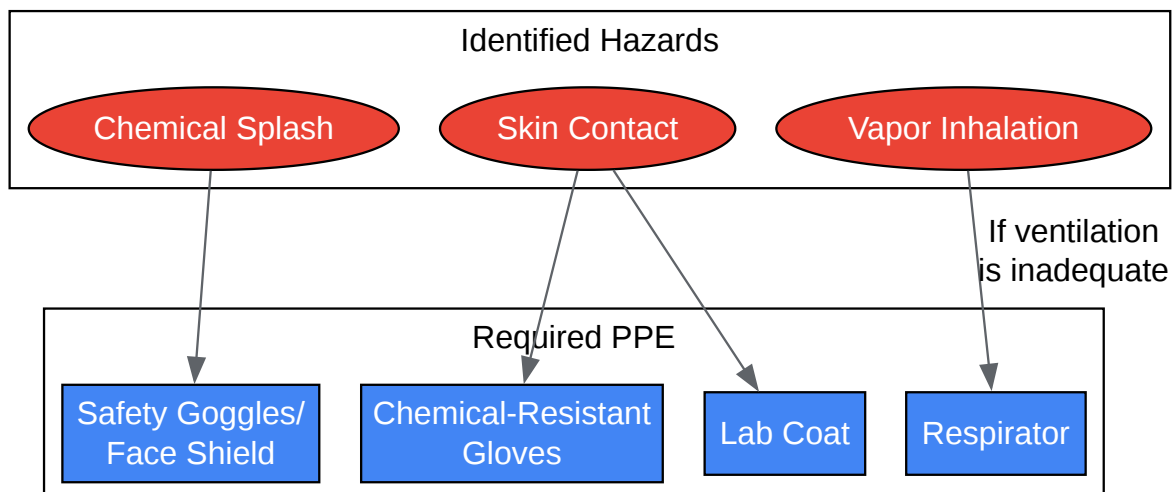 Identified Hazards
Chemical Splash
Skin Contact
Vapor Inhalation
If ventilation
is inadequate
Required PPE
Safety Goggles/
Face Shield
Chemical-Resistant
Gloves
Lab Coat
Respirator